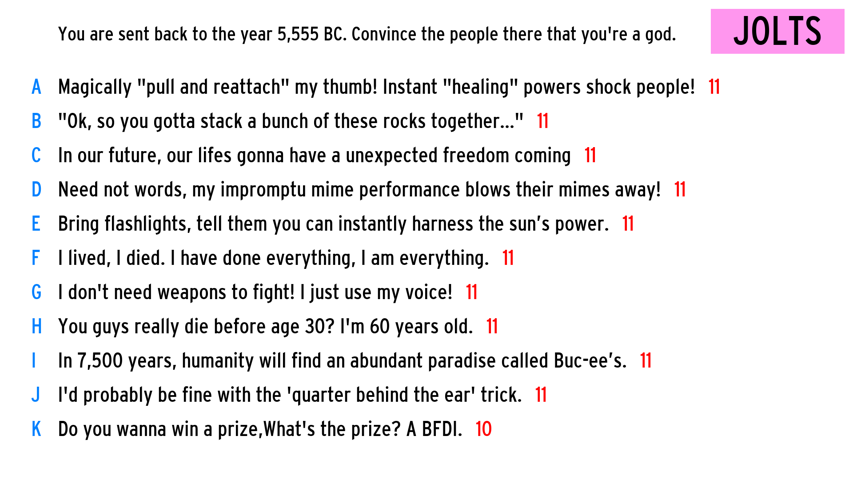 You are sent back to the year 5,555 BC. Convince the people there that you're a god.
JOLTS
A Magically "pull and reattach" my thumb! Instant "healing" powers shock people! 11
B "Ok, so you gotta stack a bunch of these rocks together..." 11
C In our future, our lifes gonna have a unexpected freedom coming 11
D Need not words, my impromptu mime performance blows their mimes away! 11
E Bring flashlights, tell them you can instantly harness the sun’s power. 11
F I lived, I died. I have done everything, I am everything. 11
G I don't need weapons to fight! I just use my voice! 11
H You guys really die before age 30? I'm 60 years old. 11
I In 7,500 years, humanity will find an abundant paradise called Buc-ee’s. 11
J I'd probably be fine with the 'quarter behind the ear' trick. 11
K Do you wanna win a prize,What's the prize? A BFDI. 10